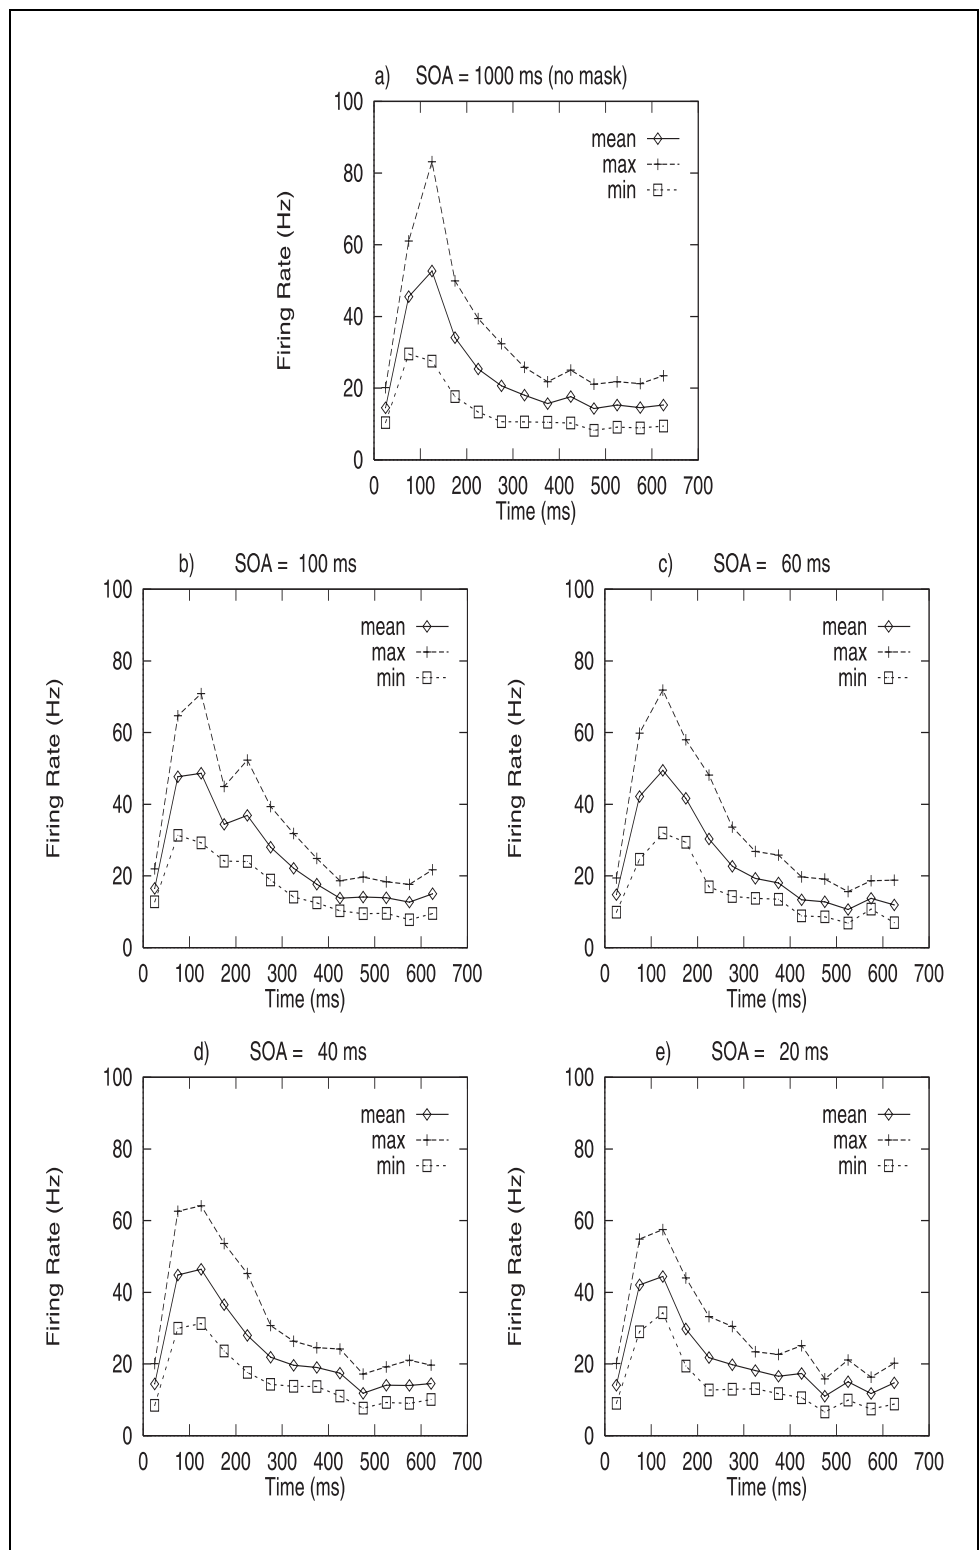 a) SOA = 1000 ms (no mask)
100
80
60
40
20
0
Firing Rate (Hz)
mean
max
min
0 100 200 300 400 500 600 700
Time (ms)
b) SOA = 100 ms
100
80
60
40
20
0
Firing Rate (Hz)
mean
max
min
0 100 200 300 400 500 600 700
Time (ms)
c) SOA = 60 ms
100
80
60
40
20
0
Firing Rate (Hz)
mean
max
min
0 100 200 300 400 500 600 700
Time (ms)
d) SOA = 40 ms
100
80
60
40
20
0
Firing Rate (Hz)
mean
max
min
0 100 200 300 400 500 600 700
Time (ms)
e) SOA = 20 ms
100
80
60
40
20
0
Firing Rate (Hz)
mean
max
min
0 100 200 300 400 500 600 700
Time (ms)